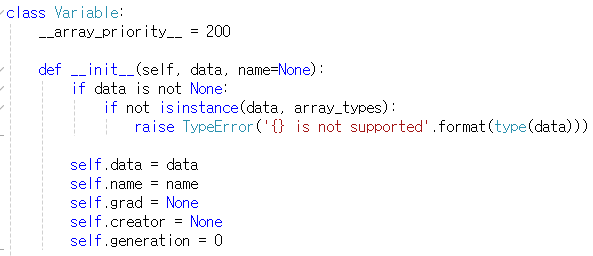 class Variable:
    __array_priority__ = 200

    def __init__(self, data, name=None):
        if data is not None:
            if not isinstance(data, array_types):
                raise TypeError('{} is not supported'.format(type(data)))

        self.data = data
        self.name = name
        self.grad = None
        self.creator = None
        self.generation = 0